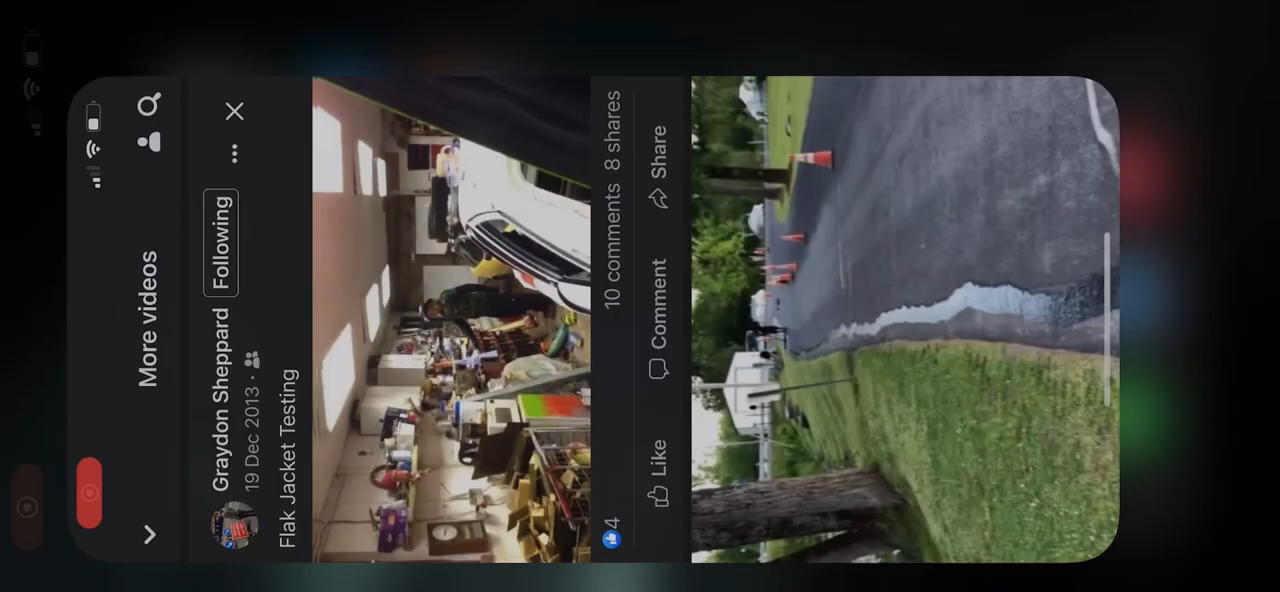 More videos
Graydon Sheppard Following
19 Dec 2013
Flak Jacket Testing
4 10 comments 8 shares
Like Comment Share